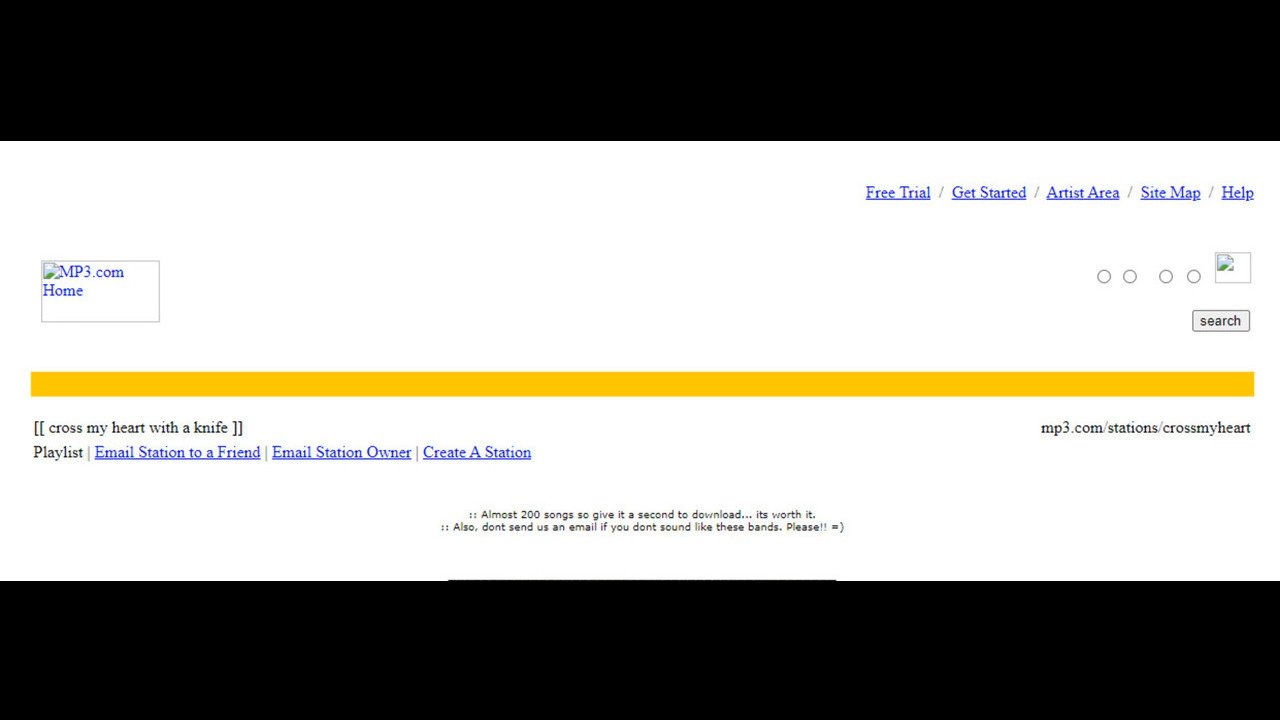 Free Trial / Get Started / Artist Area / Site Map / Help
MP3.com
Home
search
[[ cross my heart with a knife ]] mp3.com/stations/crossmyheart
Playlist | Email Station to a Friend | Email Station Owner | Create A Station
:: Almost 200 songs so give it a second to download... its worth it.
:: Also, dont send us an email if you dont sound like these bands. Please!! =)